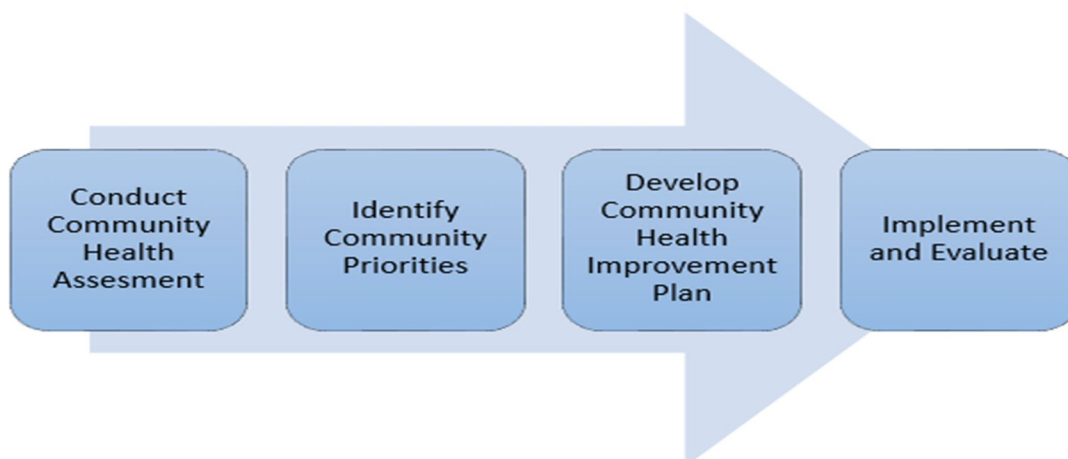 Conduct
Community
Health
Assesment
Identify
Community
Priorities
Develop
Community
Health
Improvement
Plan
Implement
and Evaluate